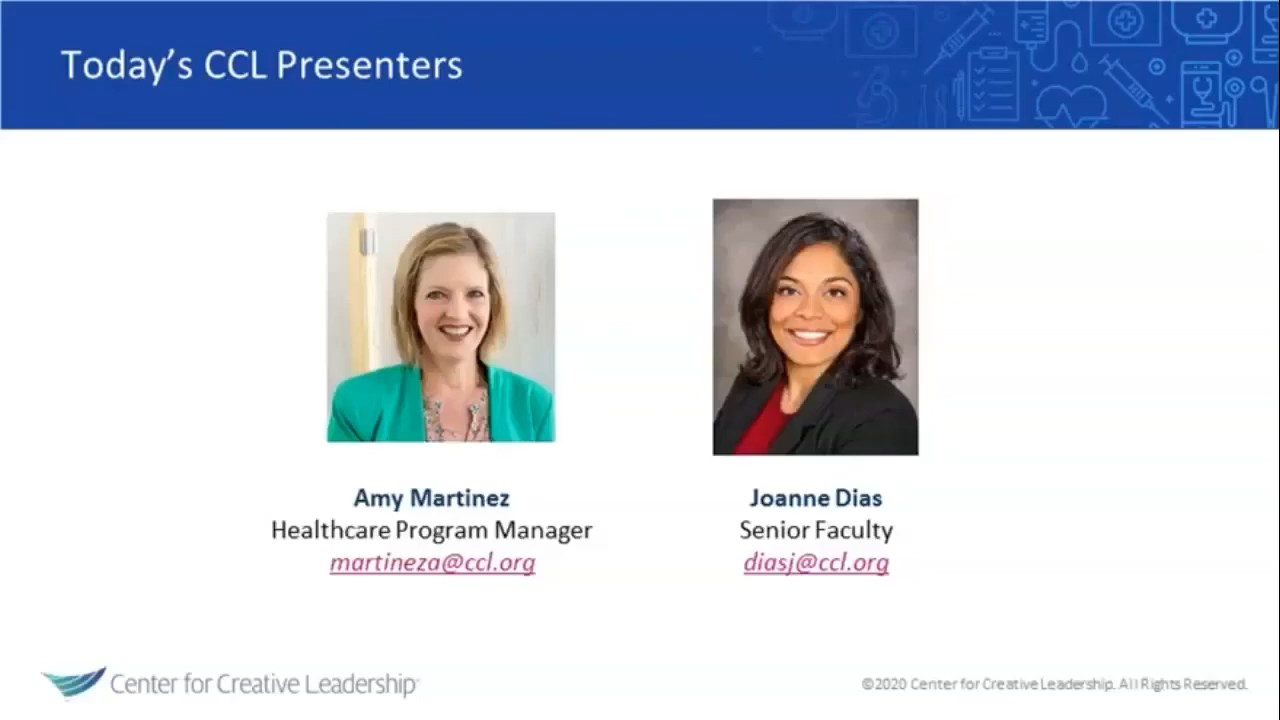 Today's CCL Presenters
Amy Martinez
Healthcare Program Manager
martineza@ccl.org
Joanne Dias
Senior Faculty
diasj@ccl.org
Center for Creative Leadership
©2020 Center for Creative Leadership. All Rights Reserved.